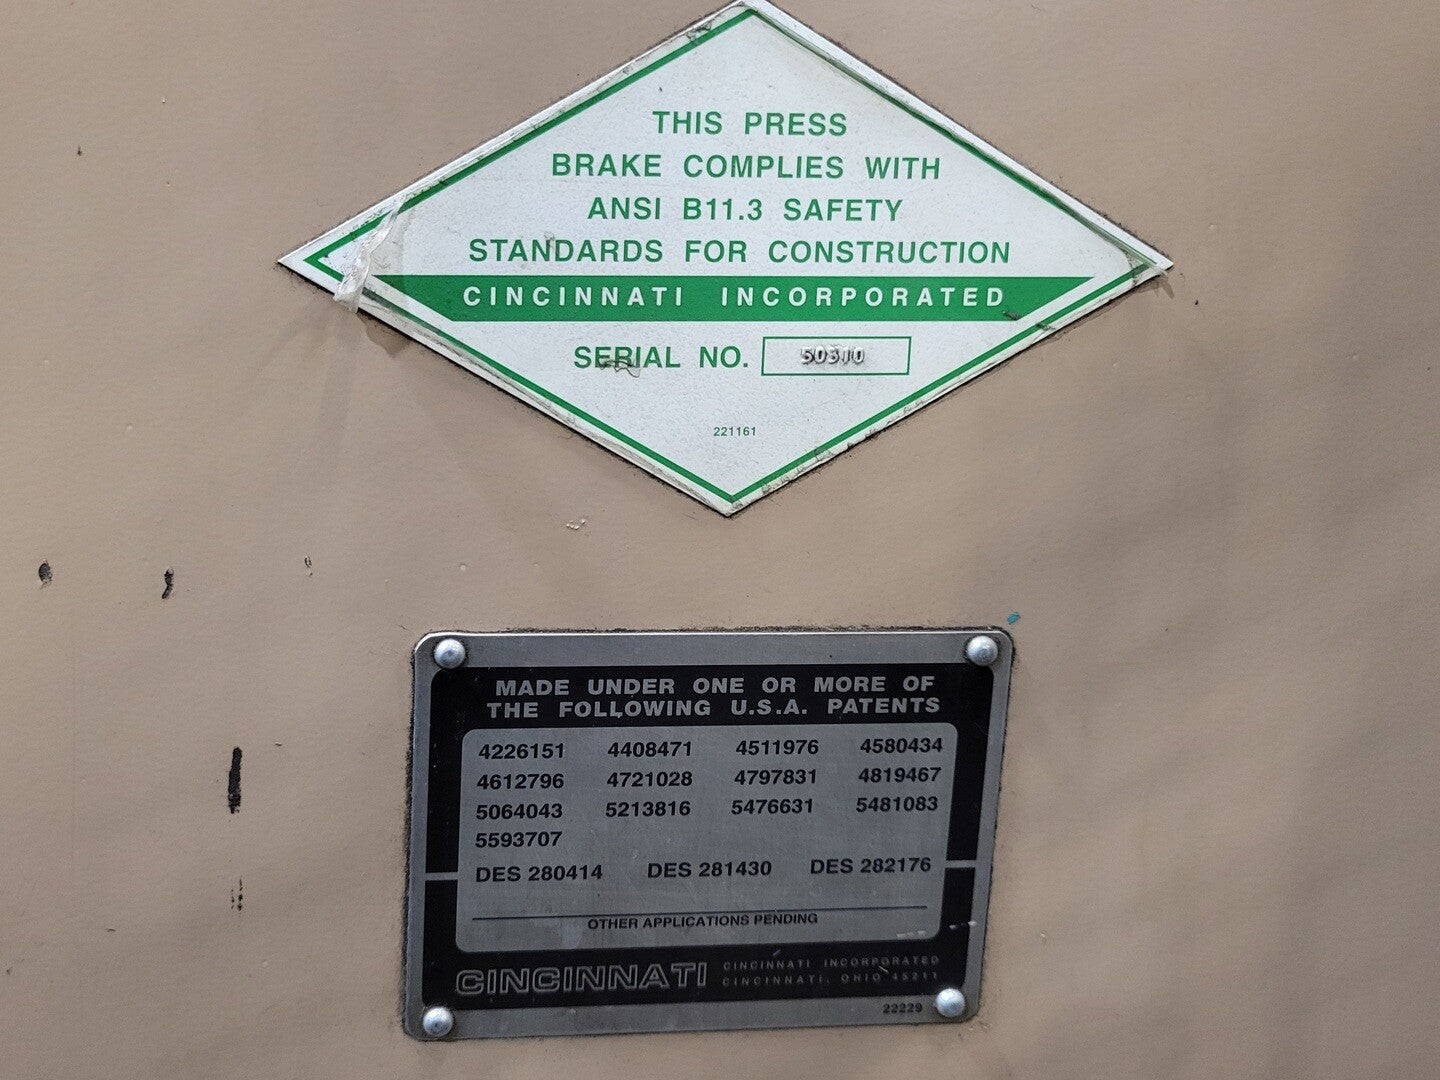 THIS PRESS
BRAKE COMPLIES WITH
ANSI B11.3 SAFETY
STANDARDS FOR CONSTRUCTION
CINCINNATI INCORPORATED
SERIAL NO. 50310
221161
MADE UNDER ONE OR MORE OF
THE FOLLOWING U.S.A. PATENTS
4226151 4408471 4511976 4580434
4612796 4721028 4797831 4819467
5064043 5213816 5476631 5481083
5593707
DES 280414 DES 281430 DES 282176
OTHER APPLICATIONS PENDING
CINCINNATI CINCINNATI INCORPORATED
CINCINNATI, OHIO 45211
22229